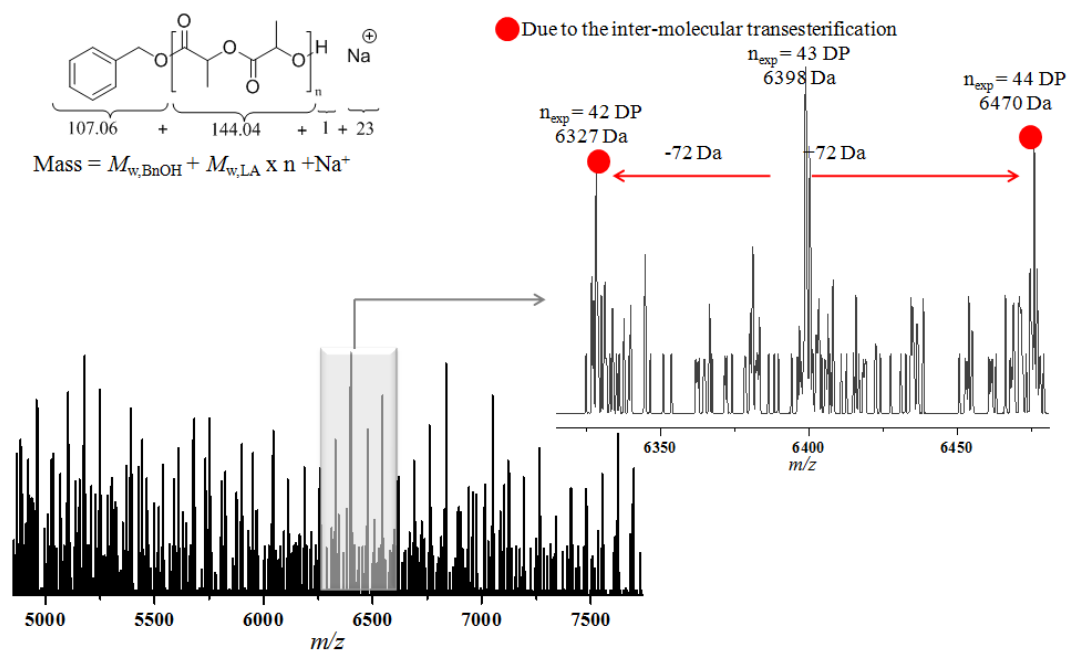 O
O
O
O
O
H
n
Na
⊕
107.06 + 144.04 + 1 + 23
Mass = Mw,BnOH + Mw,LA x n +Na+
Due to the inter-molecular transesterification
nexp = 43 DP
6398 Da
nexp = 42 DP
6327 Da
nexp = 44 DP
6470 Da
-72 Da
+72 Da
6350
6400
6450
m/z
5000
5500
6000
6500
7000
7500
m/z